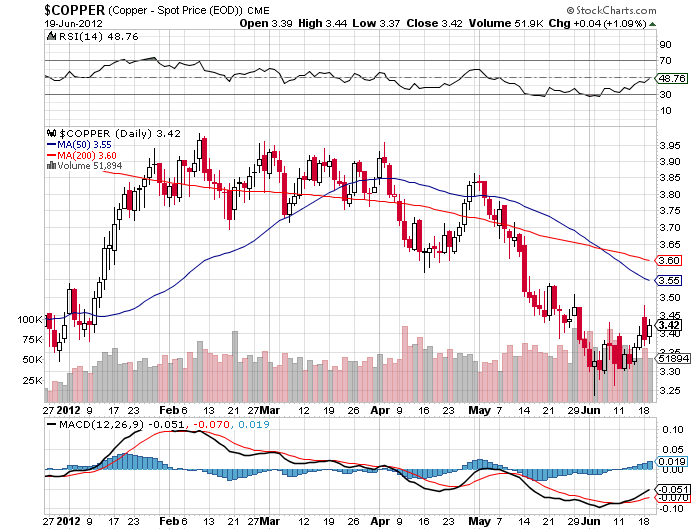 $COPPER (Copper - Spot Price (EOD)) CME
© StockCharts.com
19-Jun-2012
Open 3.39 High 3.44 Low 3.37 Close 3.42 Volume 51.9K Chg +0.04 (+1.09%)
RSI(14) 48.76
90
70
48.76
30
10
$COPPER (Daily) 3.42
MA(50) 3.55
MA(200) 3.60
Volume 51,894
3.95
3.90
3.85
3.80
3.75
3.70
3.65
3.60
3.55
3.50
3.45
3.42
3.35
3.30
3.25
100K
75K
50K
25K
51894
27 2012 9 17 23 Feb 6 13 21 27 Mar 12 19 26 Apr 9 16 23 May 7 14 21 29 Jun 11 18
MACD(12,26,9) -0.051, -0.070, 0.019
0.10
0.05
0.019
0.00
-0.051
-0.070
-0.10
27 2012 9 17 23 Feb 6 13 21 27 Mar 12 19 26 Apr 9 16 23 May 7 14 21 29 Jun 11 18